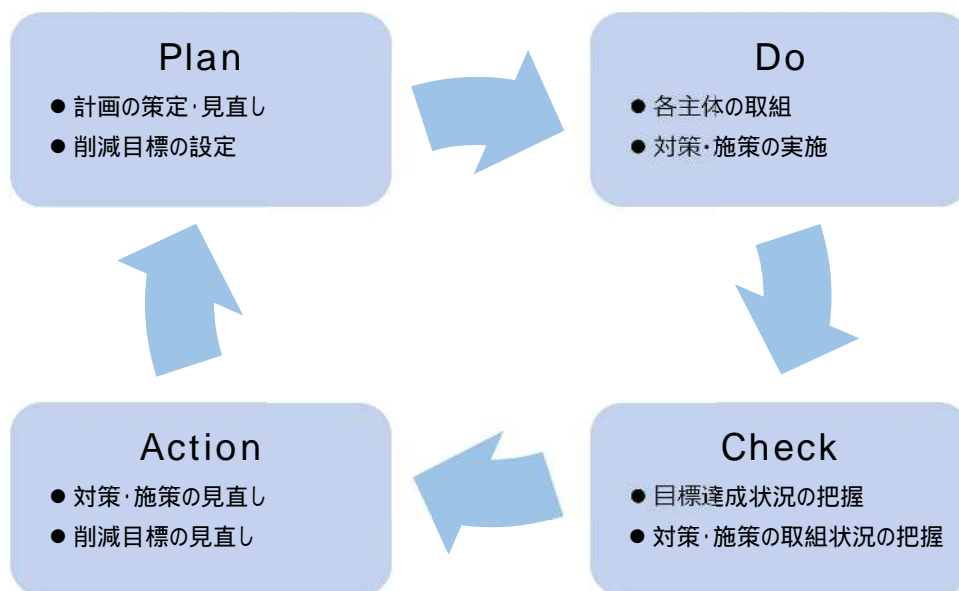 Plan
● 計画の策定・見直し
● 削減目標の設定
Do
● 各主体の取組
● 対策・施策の実施
Check
● 目標達成状況の把握
● 対策・施策の取組状況の把握
Action
● 対策・施策の見直し
● 削減目標の見直し